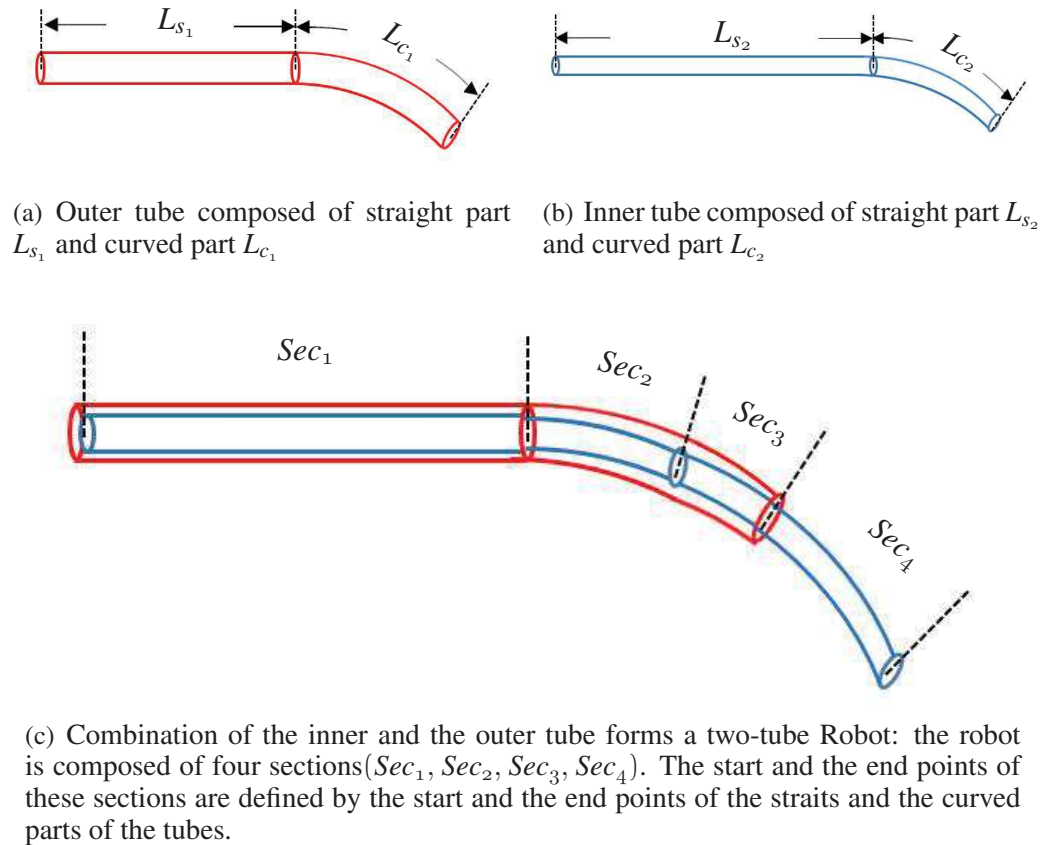 L_{s_1}
L_{c_1}
L_{s_2}
L_{c_2}
(a) Outer tube composed of straight part
L_{s_1} and curved part L_{c_1}
(b) Inner tube composed of straight part L_{s_2}
and curved part L_{c_2}
Sec_1
Sec_2
Sec_3
Sec_4
(c) Combination of the inner and the outer tube forms a two-tube Robot: the robot
is composed of four sections(Sec_1, Sec_2, Sec_3, Sec_4). The start and the end points of
these sections are defined by the start and the end points of the straits and the curved
parts of the tubes.